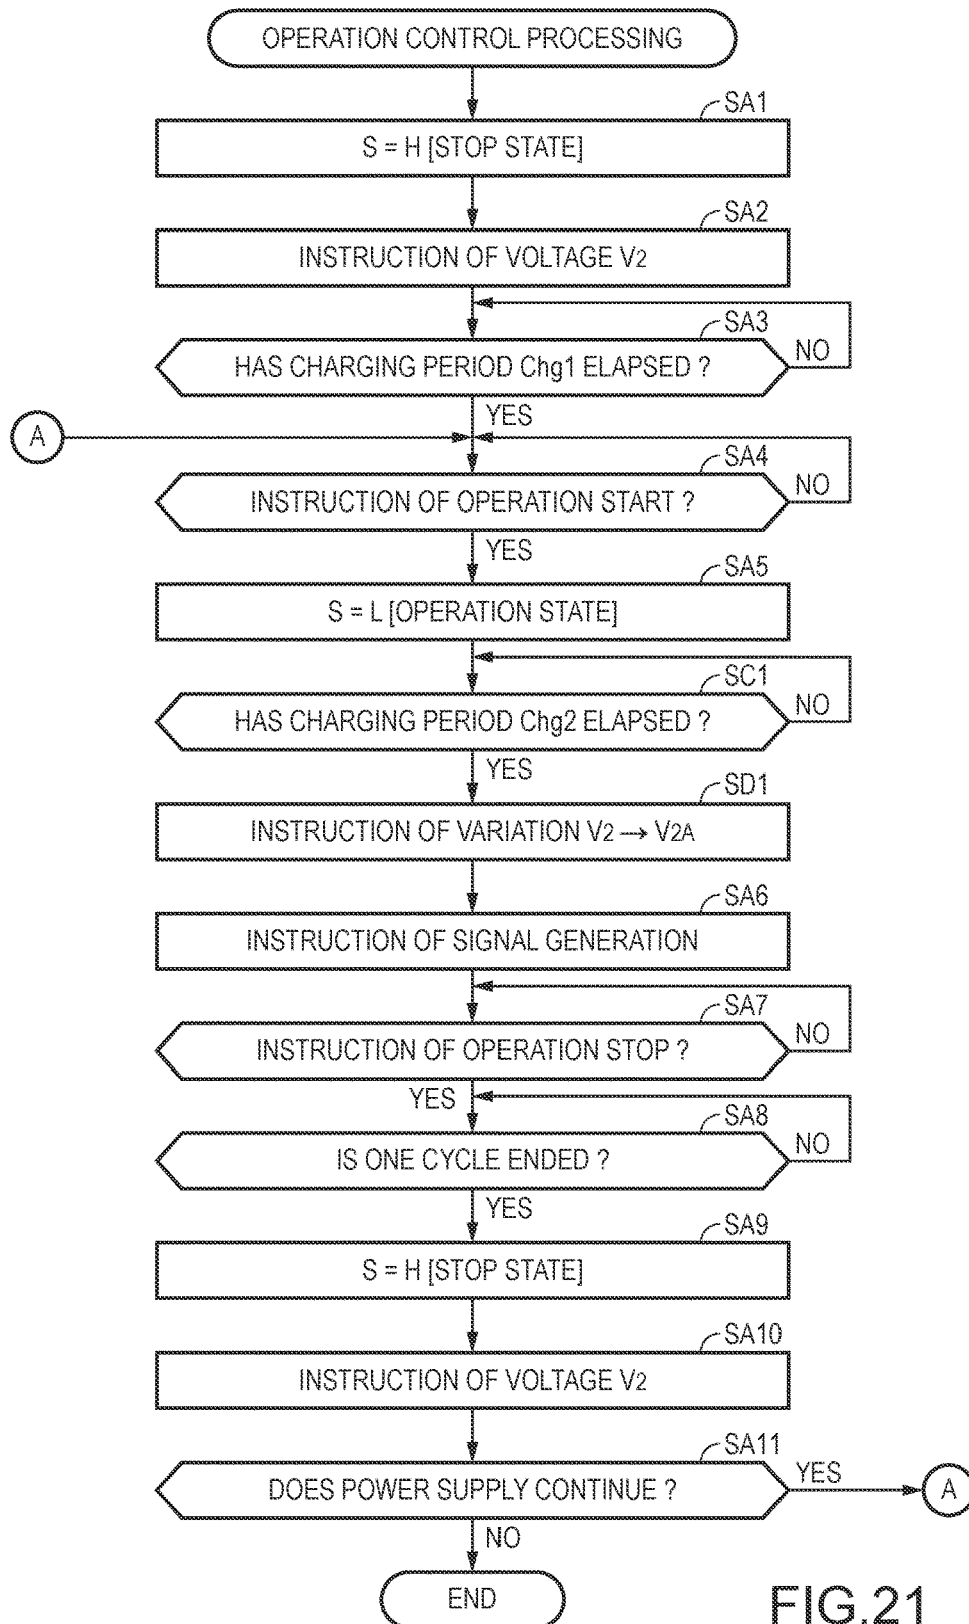 OPERATION CONTROL PROCESSING
SA1
S = H [STOP STATE]
SA2
INSTRUCTION OF VOLTAGE V2
SA3
HAS CHARGING PERIOD Chg1 ELAPSED ?
NO
YES
A
SA4
INSTRUCTION OF OPERATION START ?
NO
YES
SA5
S = L [OPERATION STATE]
SC1
HAS CHARGING PERIOD Chg2 ELAPSED ?
NO
YES
SD1
INSTRUCTION OF VARIATION V2 → V2A
SA6
INSTRUCTION OF SIGNAL GENERATION
SA7
INSTRUCTION OF OPERATION STOP ?
NO
YES
SA8
IS ONE CYCLE ENDED ?
NO
YES
SA9
S = H [STOP STATE]
SA10
INSTRUCTION OF VOLTAGE V2
SA11
DOES POWER SUPPLY CONTINUE ?
YES
A
NO
END
FIG.21